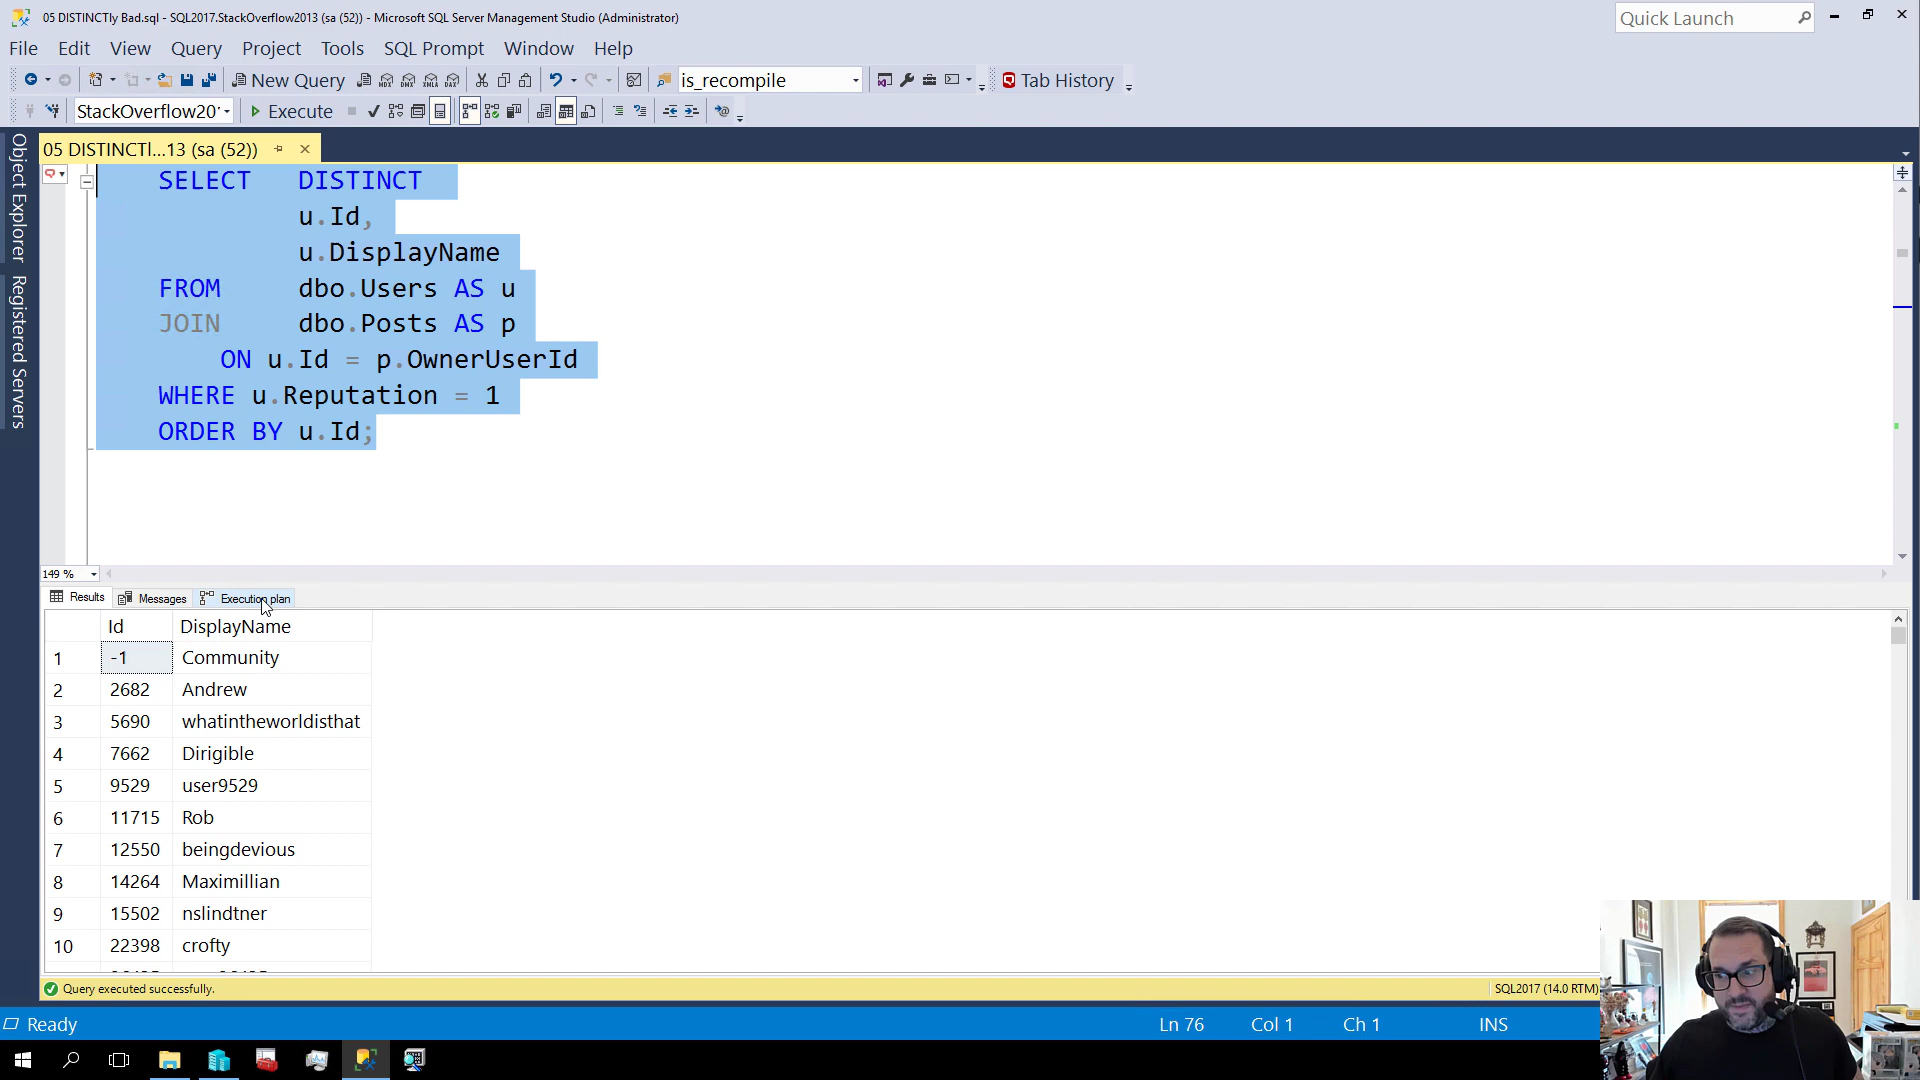 05 DISTINCTly Bad.sql - SQL2017.StackOverflow2013 (sa (52)) - Microsoft SQL Server Management Studio (Administrator)
Quick Launch
File Edit View Query Project Tools SQL Prompt Window Help
New Query
is_recompile
Tab History
StackOverflow20
Execute
05 DISTINCTl...13 (sa (52))
Object Explorer
Registered Servers
SELECT DISTINCT
u.Id,
u.DisplayName
FROM dbo.Users AS u
JOIN dbo.Posts AS p
ON u.Id = p.OwnerUserId
WHERE u.Reputation = 1
ORDER BY u.Id;
149 %
Results Messages Execution plan
Id DisplayName
1 -1 Community
2 2682 Andrew
3 5690 whatintheworldisthat
4 7662 Dirigible
5 9529 user9529
6 11715 Rob
7 12550 beingdevious
8 14264 Maximillian
9 15502 nslindtner
10 22398 crofty
Query executed successfully.
SQL2017 (14.0 RTM)
Ready
Ln 76 Col 1 Ch 1 INS